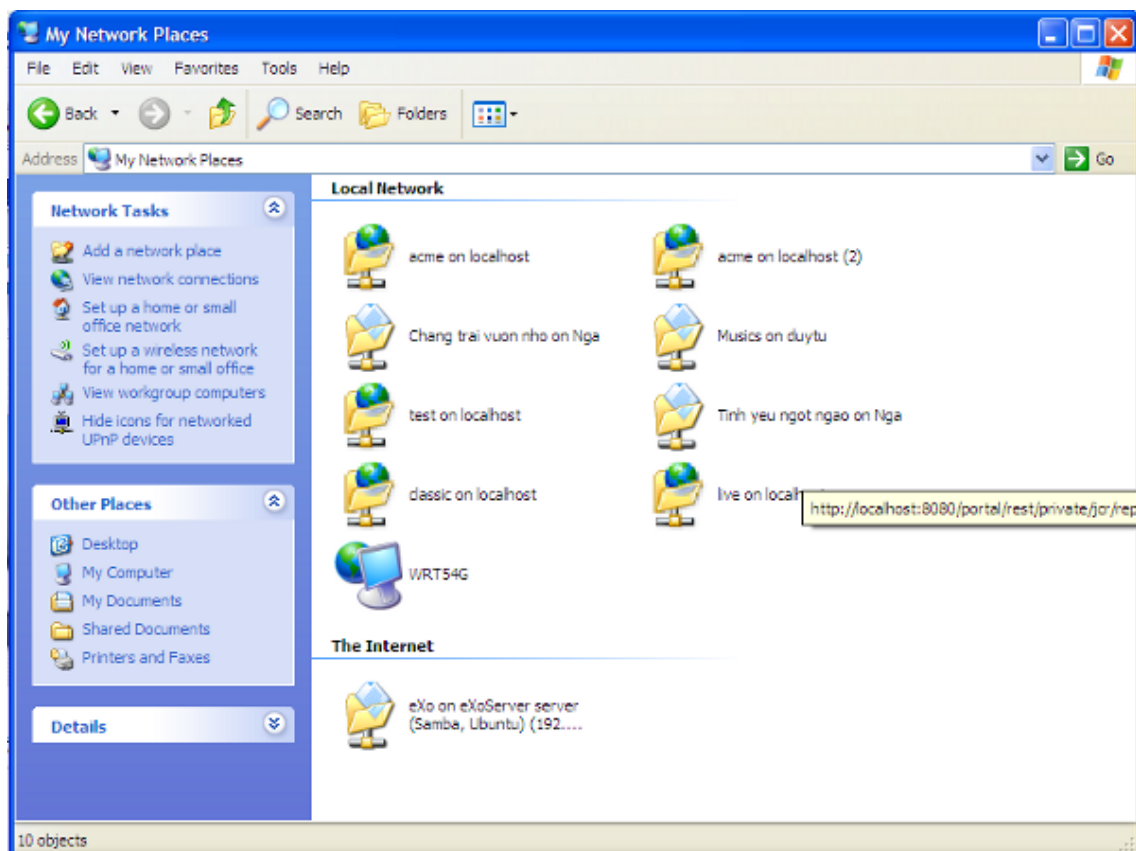 My Network Places
File Edit View Favorites Tools Help
Back Search Folders
Address My Network Places Go
Network Tasks
Add a network place
View network connections
Set up a home or small
office network
Set up a wireless network
for a home or small office
View workgroup computers
Hide icons for networked
UPnP devices
Other Places
Desktop
My Computer
My Documents
Shared Documents
Printers and Faxes
Details
Local Network
acme on localhost
acme on localhost (2)
Chang trai vuon nho on Nga
Musics on duytu
test on localhost
Tinh yeu ngot ngao on Nga
classic on localhost
live on localh
http://localhost:8080/portal/rest/private/jcr/rep
WRT54G
The Internet
eXo on eXoServer server
(Samba, Ubuntu) (192....
10 objects